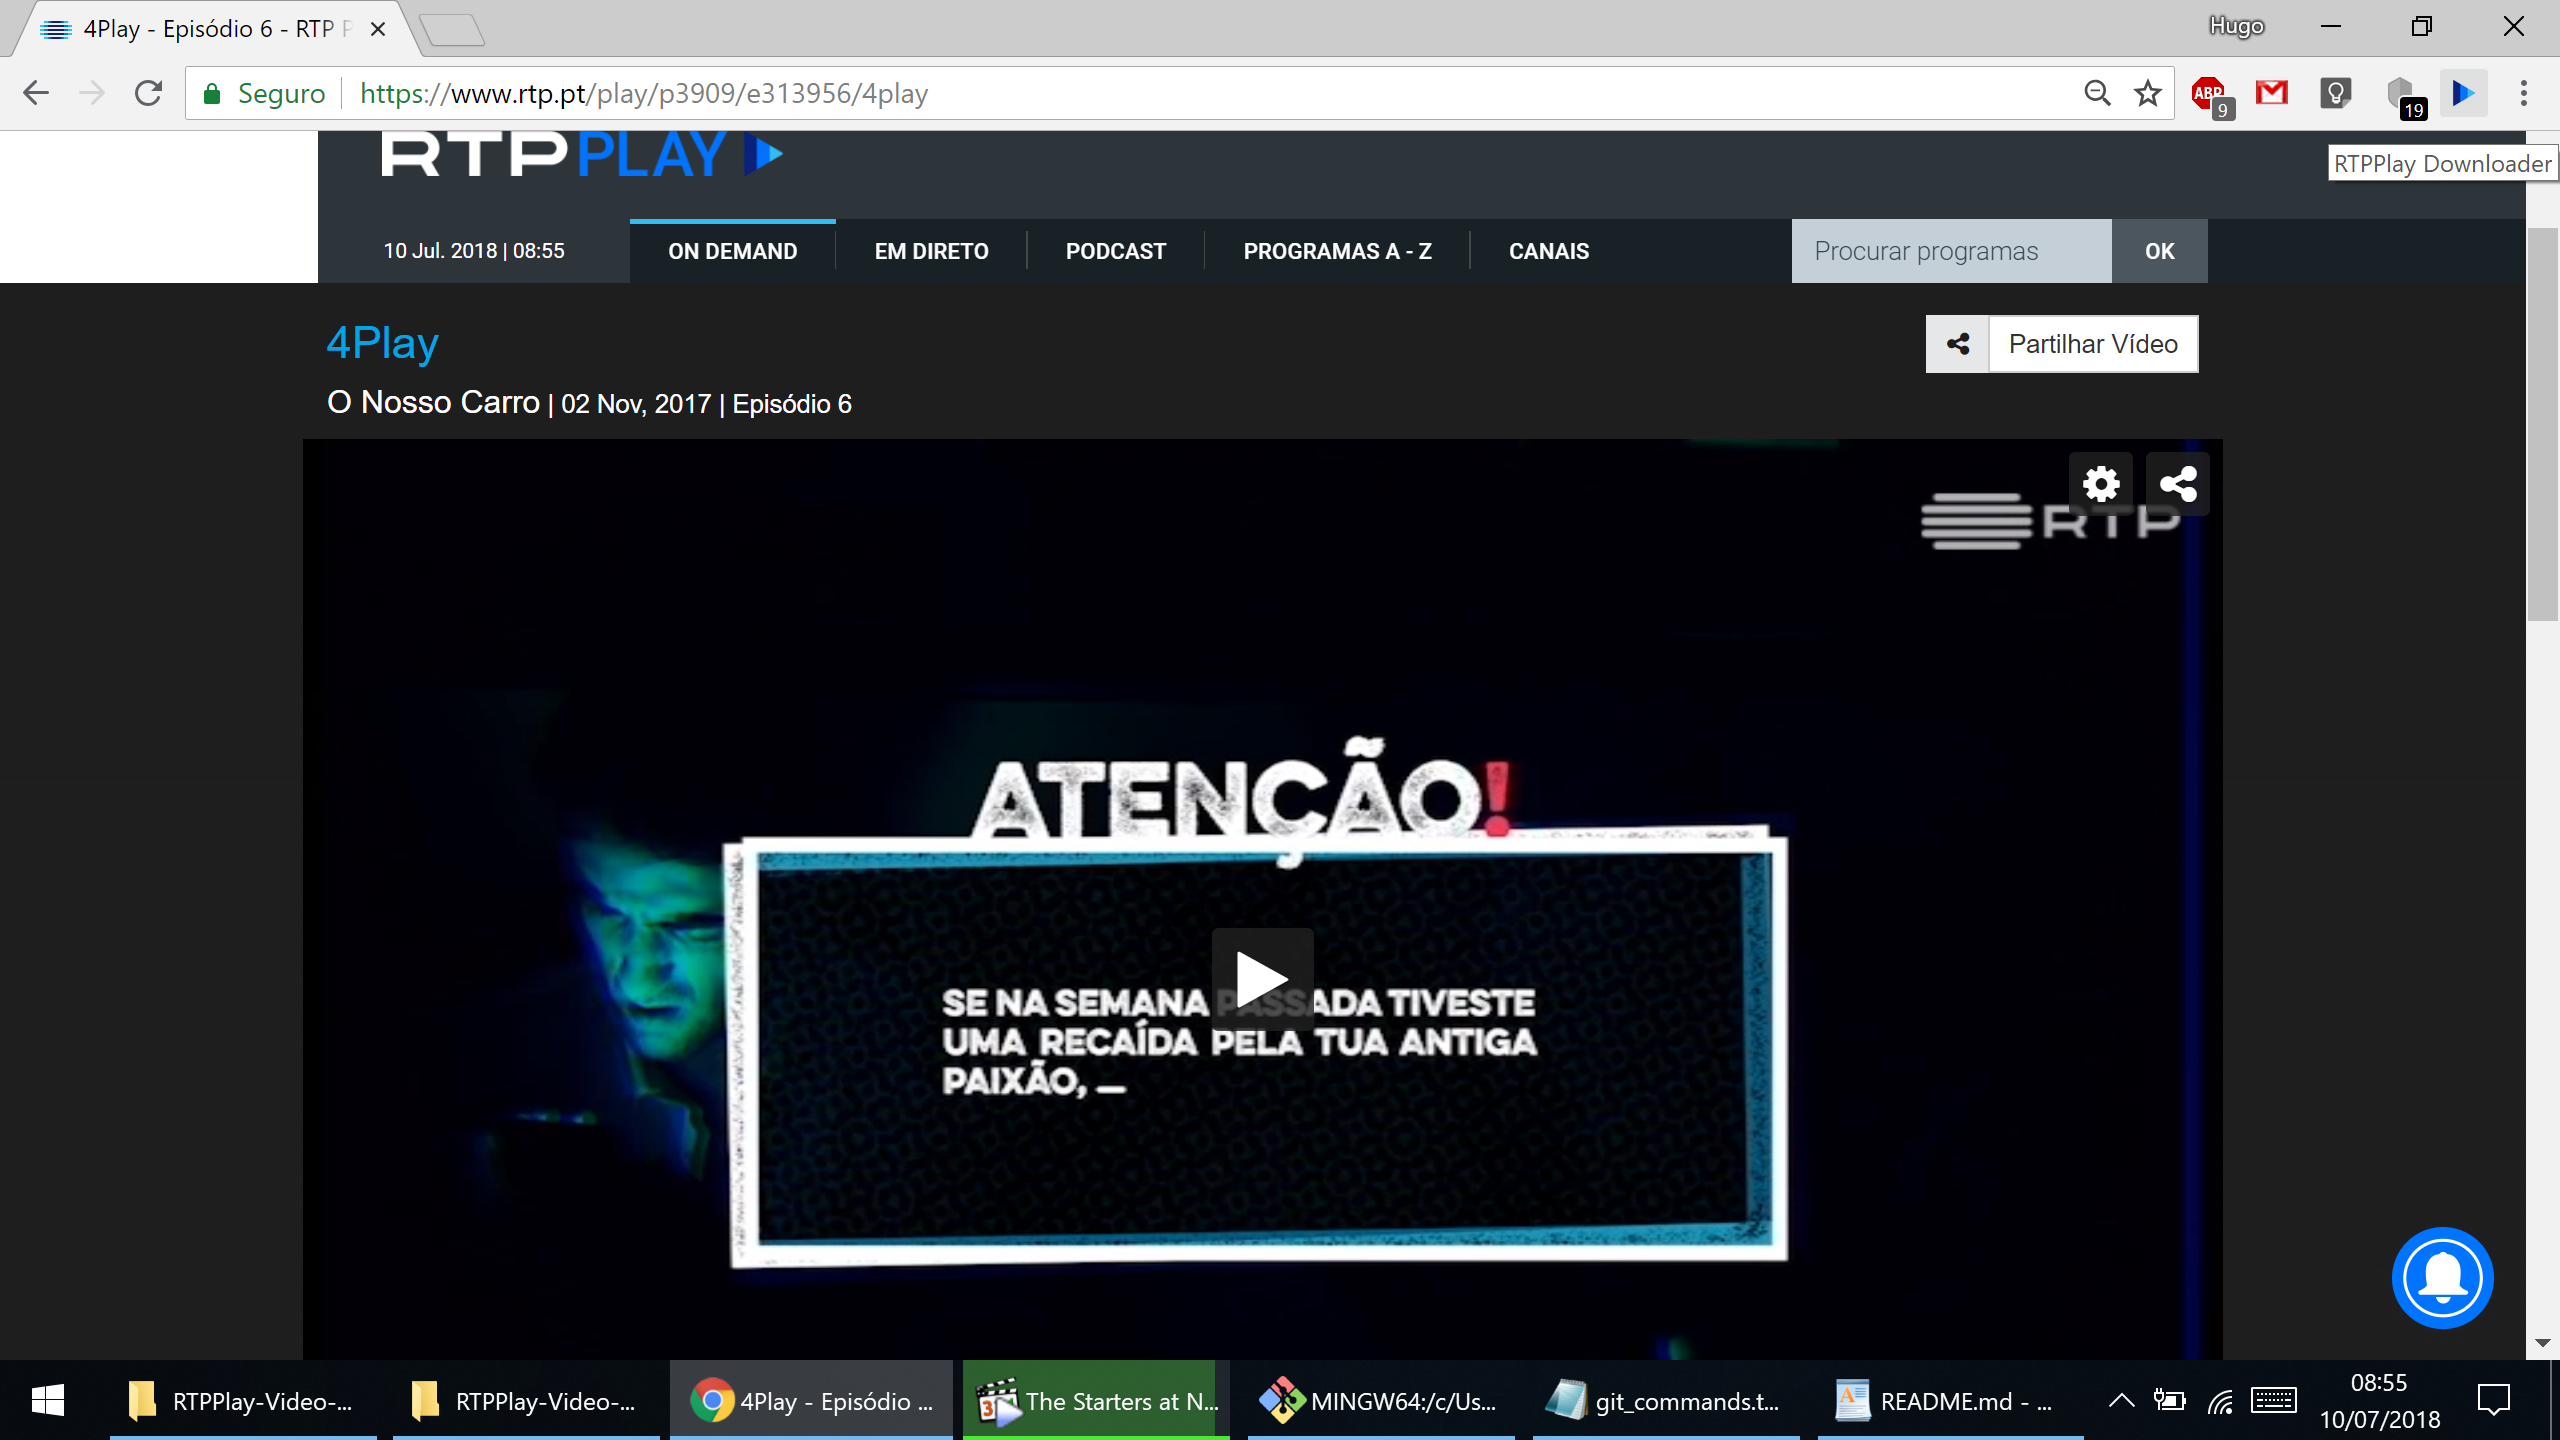 4Play - Episódio 6 - RTP P
Hugo
Seguro
https://www.rtp.pt/play/p3909/e313956/4play
ABP
9
19
RTPPlay Downloader
RTP PLAY
10 Jul. 2018 | 08:55
ON DEMAND
EM DIRETO
PODCAST
PROGRAMAS A - Z
CANAIS
Procurar programas
OK
4Play
Partilhar Vídeo
O Nosso Carro | 02 Nov, 2017 | Episódio 6
RTP
ATENÇÃO!
SE NA SEMANA PASSADA TIVESTE
UMA RECAÍDA PELA TUA ANTIGA
PAIXÃO, _
RTPPlay-Video-...
RTPPlay-Video-...
4Play - Episódio ...
The Starters at N...
MINGW64:/c/Us...
git_commands.t...
README.md - ...
08:55
10/07/2018